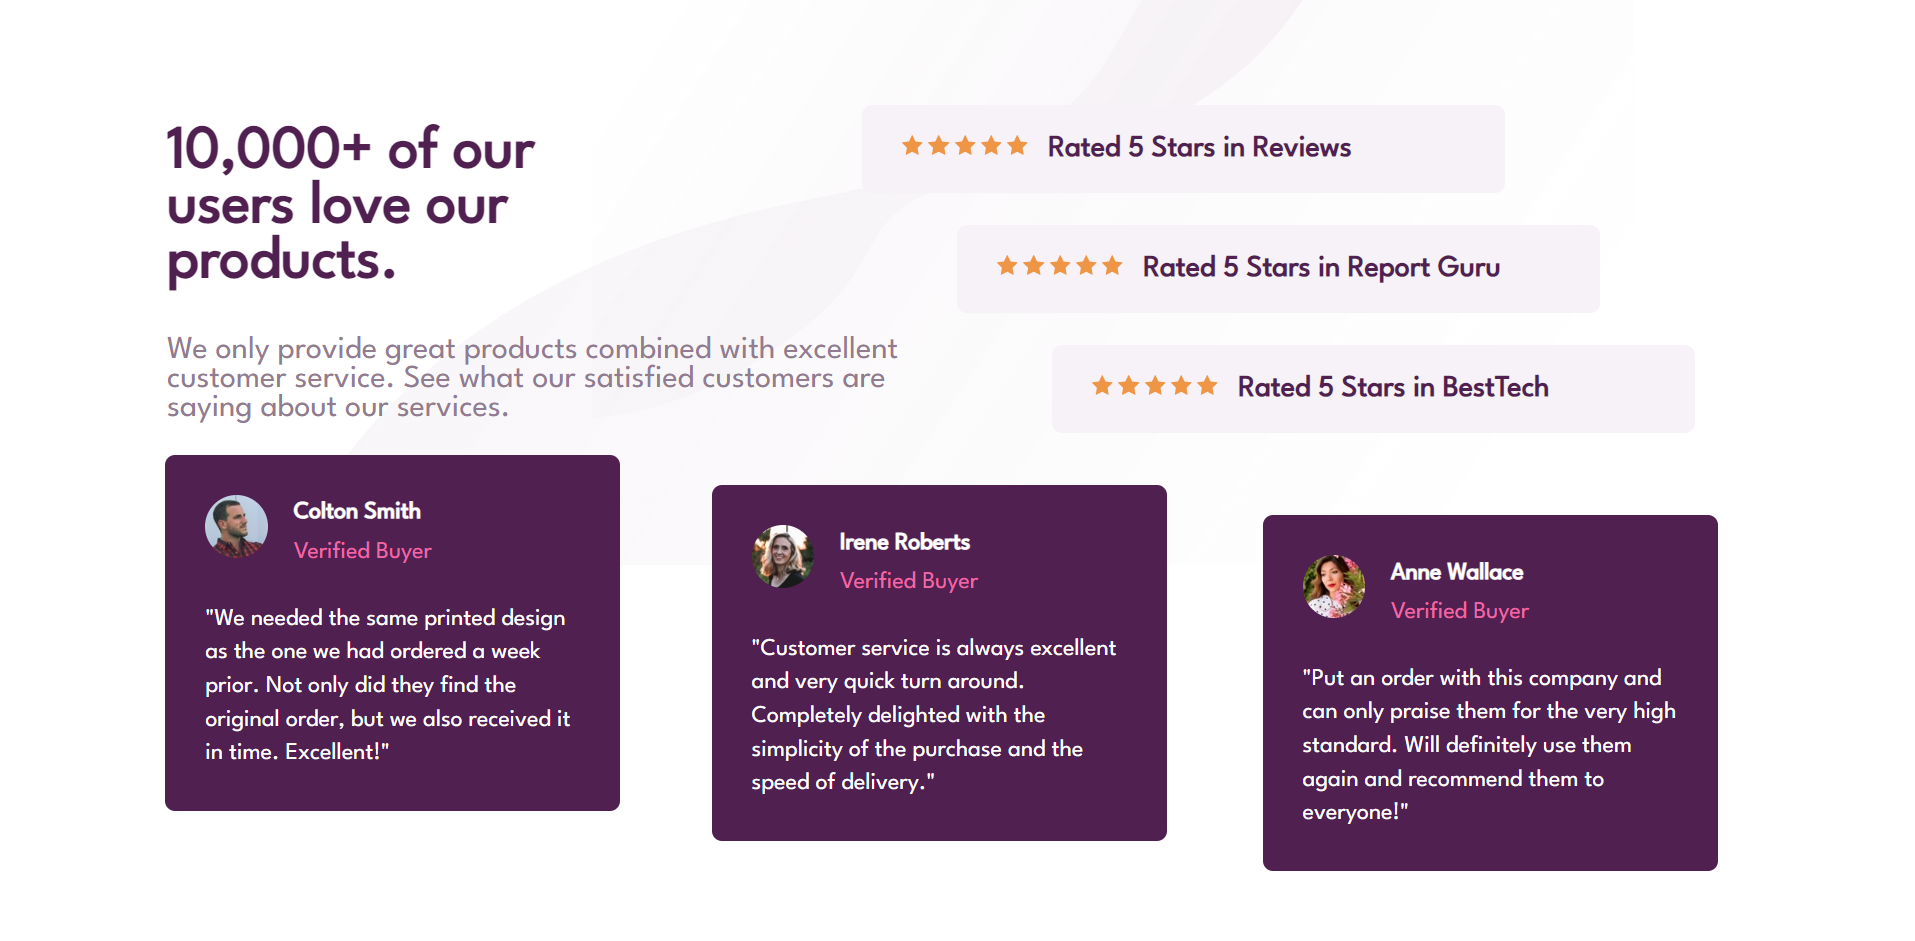 10,000+ of our
users love our
products.
We only provide great products combined with excellent
customer service. See what our satisfied customers are
saying about our services.
Rated 5 Stars in Reviews
Rated 5 Stars in Report Guru
Rated 5 Stars in BestTech
Colton Smith
Verified Buyer
"We needed the same printed design
as the one we had ordered a week
prior. Not only did they find the
original order, but we also received it
in time. Excellent!"
Irene Roberts
Verified Buyer
"Customer service is always excellent
and very quick turn around.
Completely delighted with the
simplicity of the purchase and the
speed of delivery."
Anne Wallace
Verified Buyer
"Put an order with this company and
can only praise them for the very high
standard. Will definitely use them
again and recommend them to
everyone!"